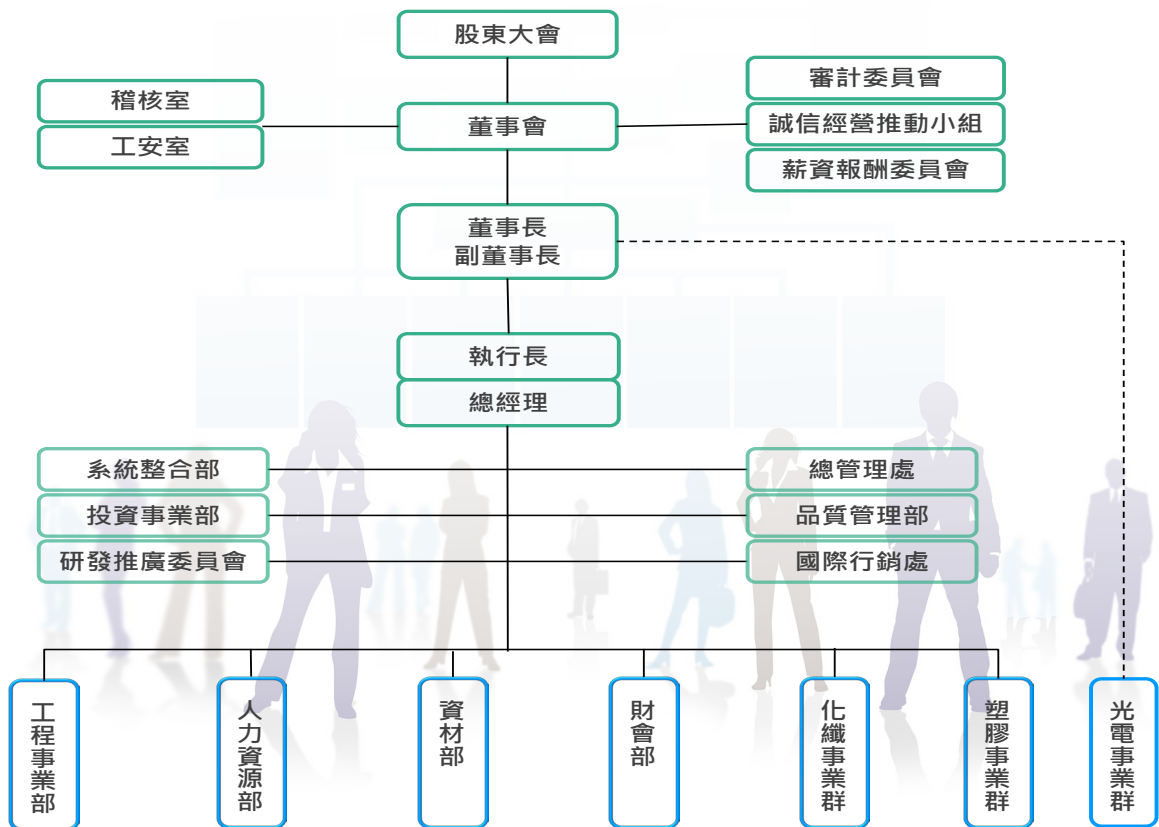 股東大會
稽核室
工安室
董事會
審計委員會
誠信經營推動小組
薪資報酬委員會
董事長
副董事長
執行長
總經理
系統整合部
總管理處
投資事業部
品質管理部
研發推廣委員會
國際行銷處
工程事業部
人力資源部
資材部
財會部
化纖事業群
塑膠事業群
光電事業群